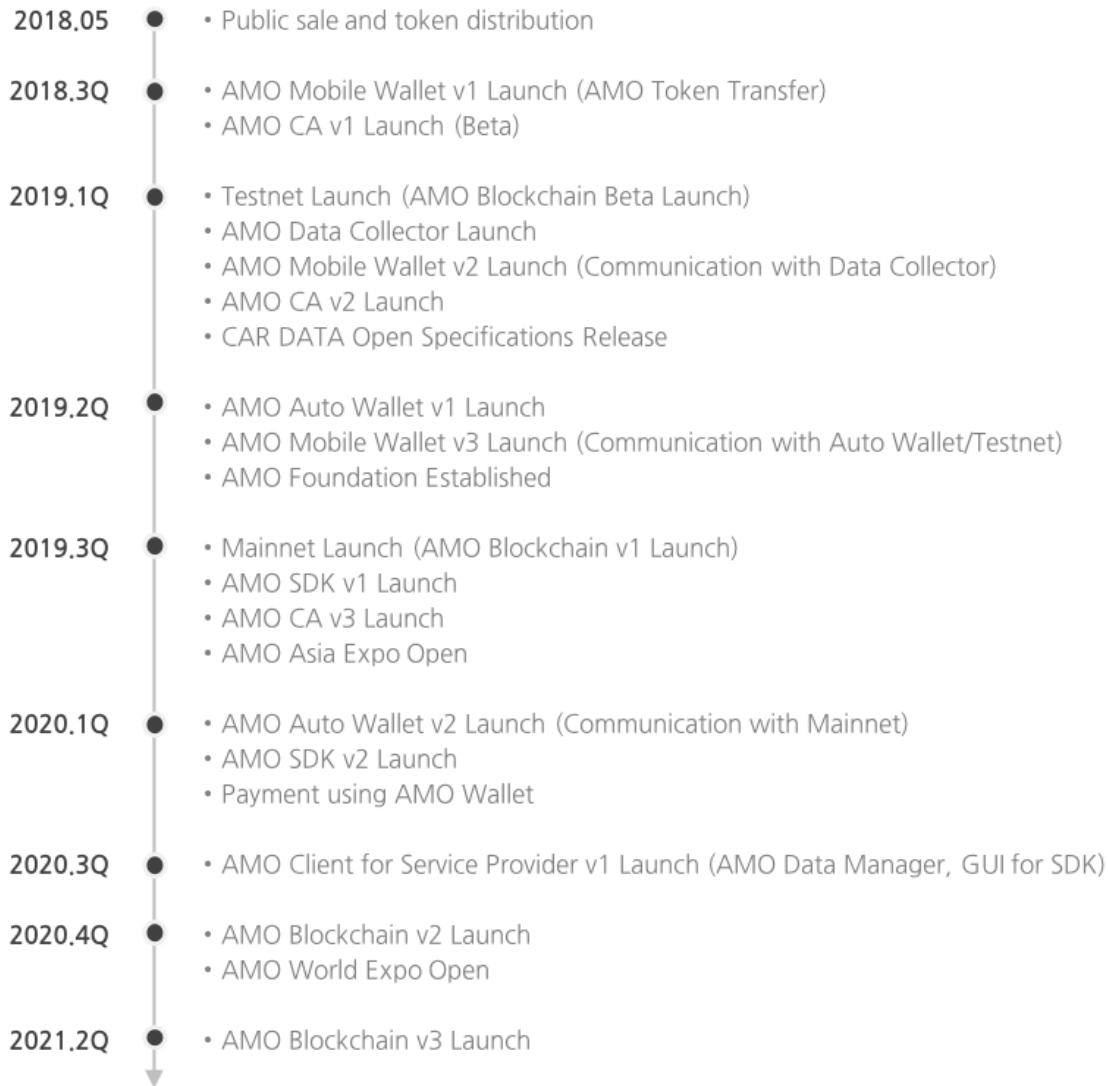 2018.05 • Public sale and token distribution
2018.3Q • AMO Mobile Wallet v1 Launch (AMO Token Transfer)
• AMO CA v1 Launch (Beta)
2019.1Q • Testnet Launch (AMO Blockchain Beta Launch)
• AMO Data Collector Launch
• AMO Mobile Wallet v2 Launch (Communication with Data Collector)
• AMO CA v2 Launch
• CAR DATA Open Specifications Release
2019.2Q • AMO Auto Wallet v1 Launch
• AMO Mobile Wallet v3 Launch (Communication with Auto Wallet/Testnet)
• AMO Foundation Established
2019.3Q • Mainnet Launch (AMO Blockchain v1 Launch)
• AMO SDK v1 Launch
• AMO CA v3 Launch
• AMO Asia Expo Open
2020.1Q • AMO Auto Wallet v2 Launch (Communication with Mainnet)
• AMO SDK v2 Launch
• Payment using AMO Wallet
2020.3Q • AMO Client for Service Provider v1 Launch (AMO Data Manager, GUI for SDK)
2020.4Q • AMO Blockchain v2 Launch
• AMO World Expo Open
2021.2Q • AMO Blockchain v3 Launch